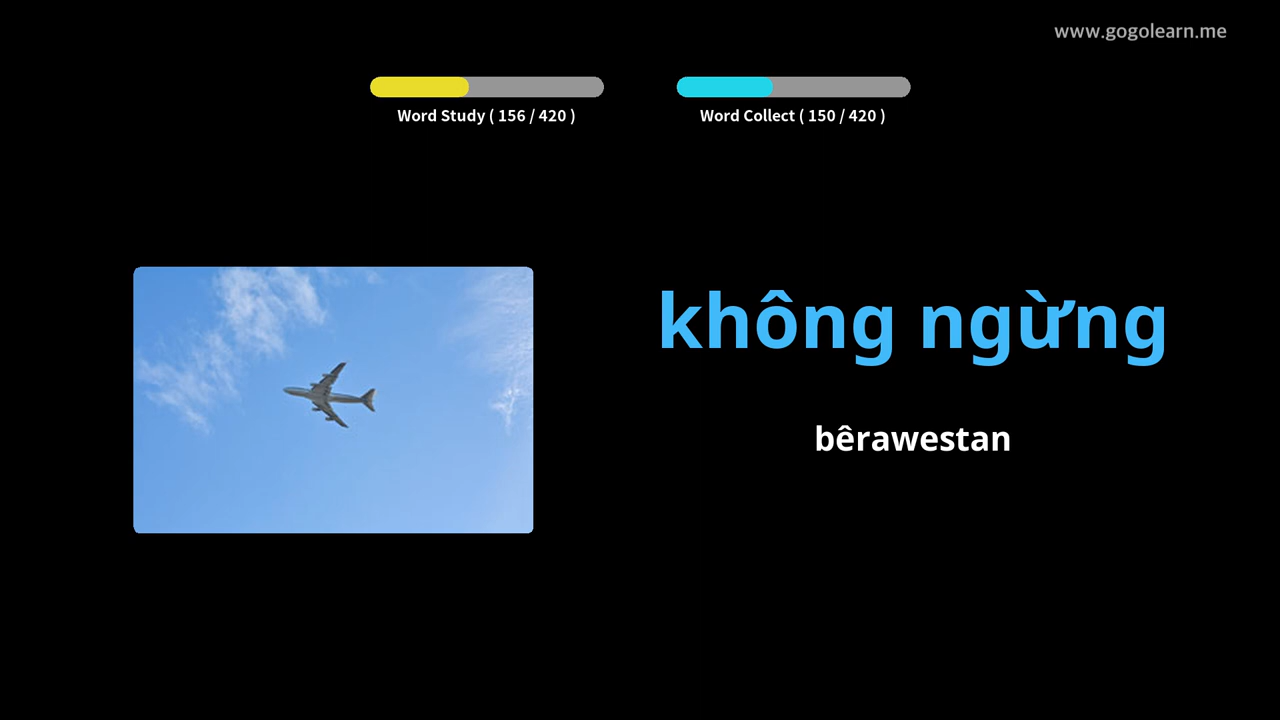 www.gogolearn.me
Word Study ( 156 / 420 )
Word Collect ( 150 / 420 )
không ngừng
bêrawestan